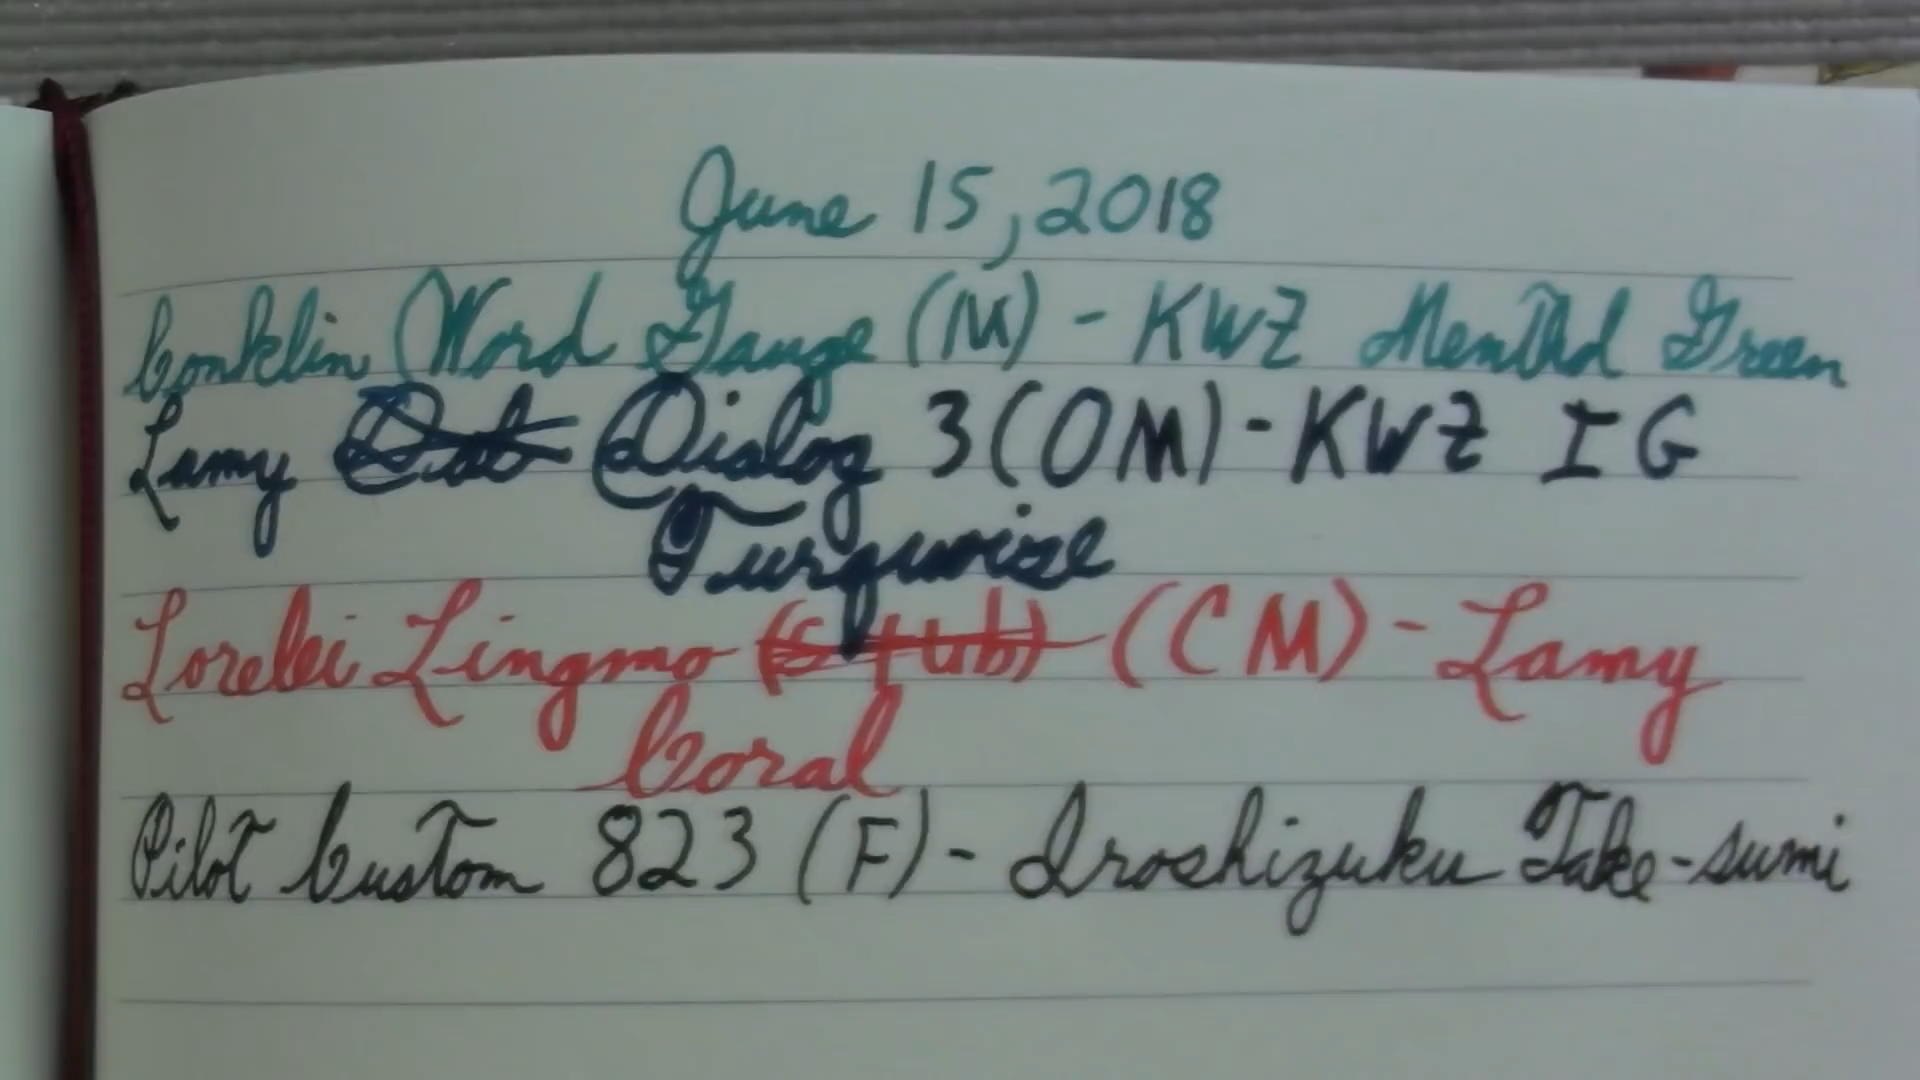 June 15, 2018
Conklin Word Gauge (M) - KWZ Menthol Green
Lamy Dialog 3 (OM) - KWZ IG
Turquoise
Lorelei Lingmo (stub) (CM) - Lamy
Coral
Pilot Custom 823 (F) - Iroshizuku Take-sumi